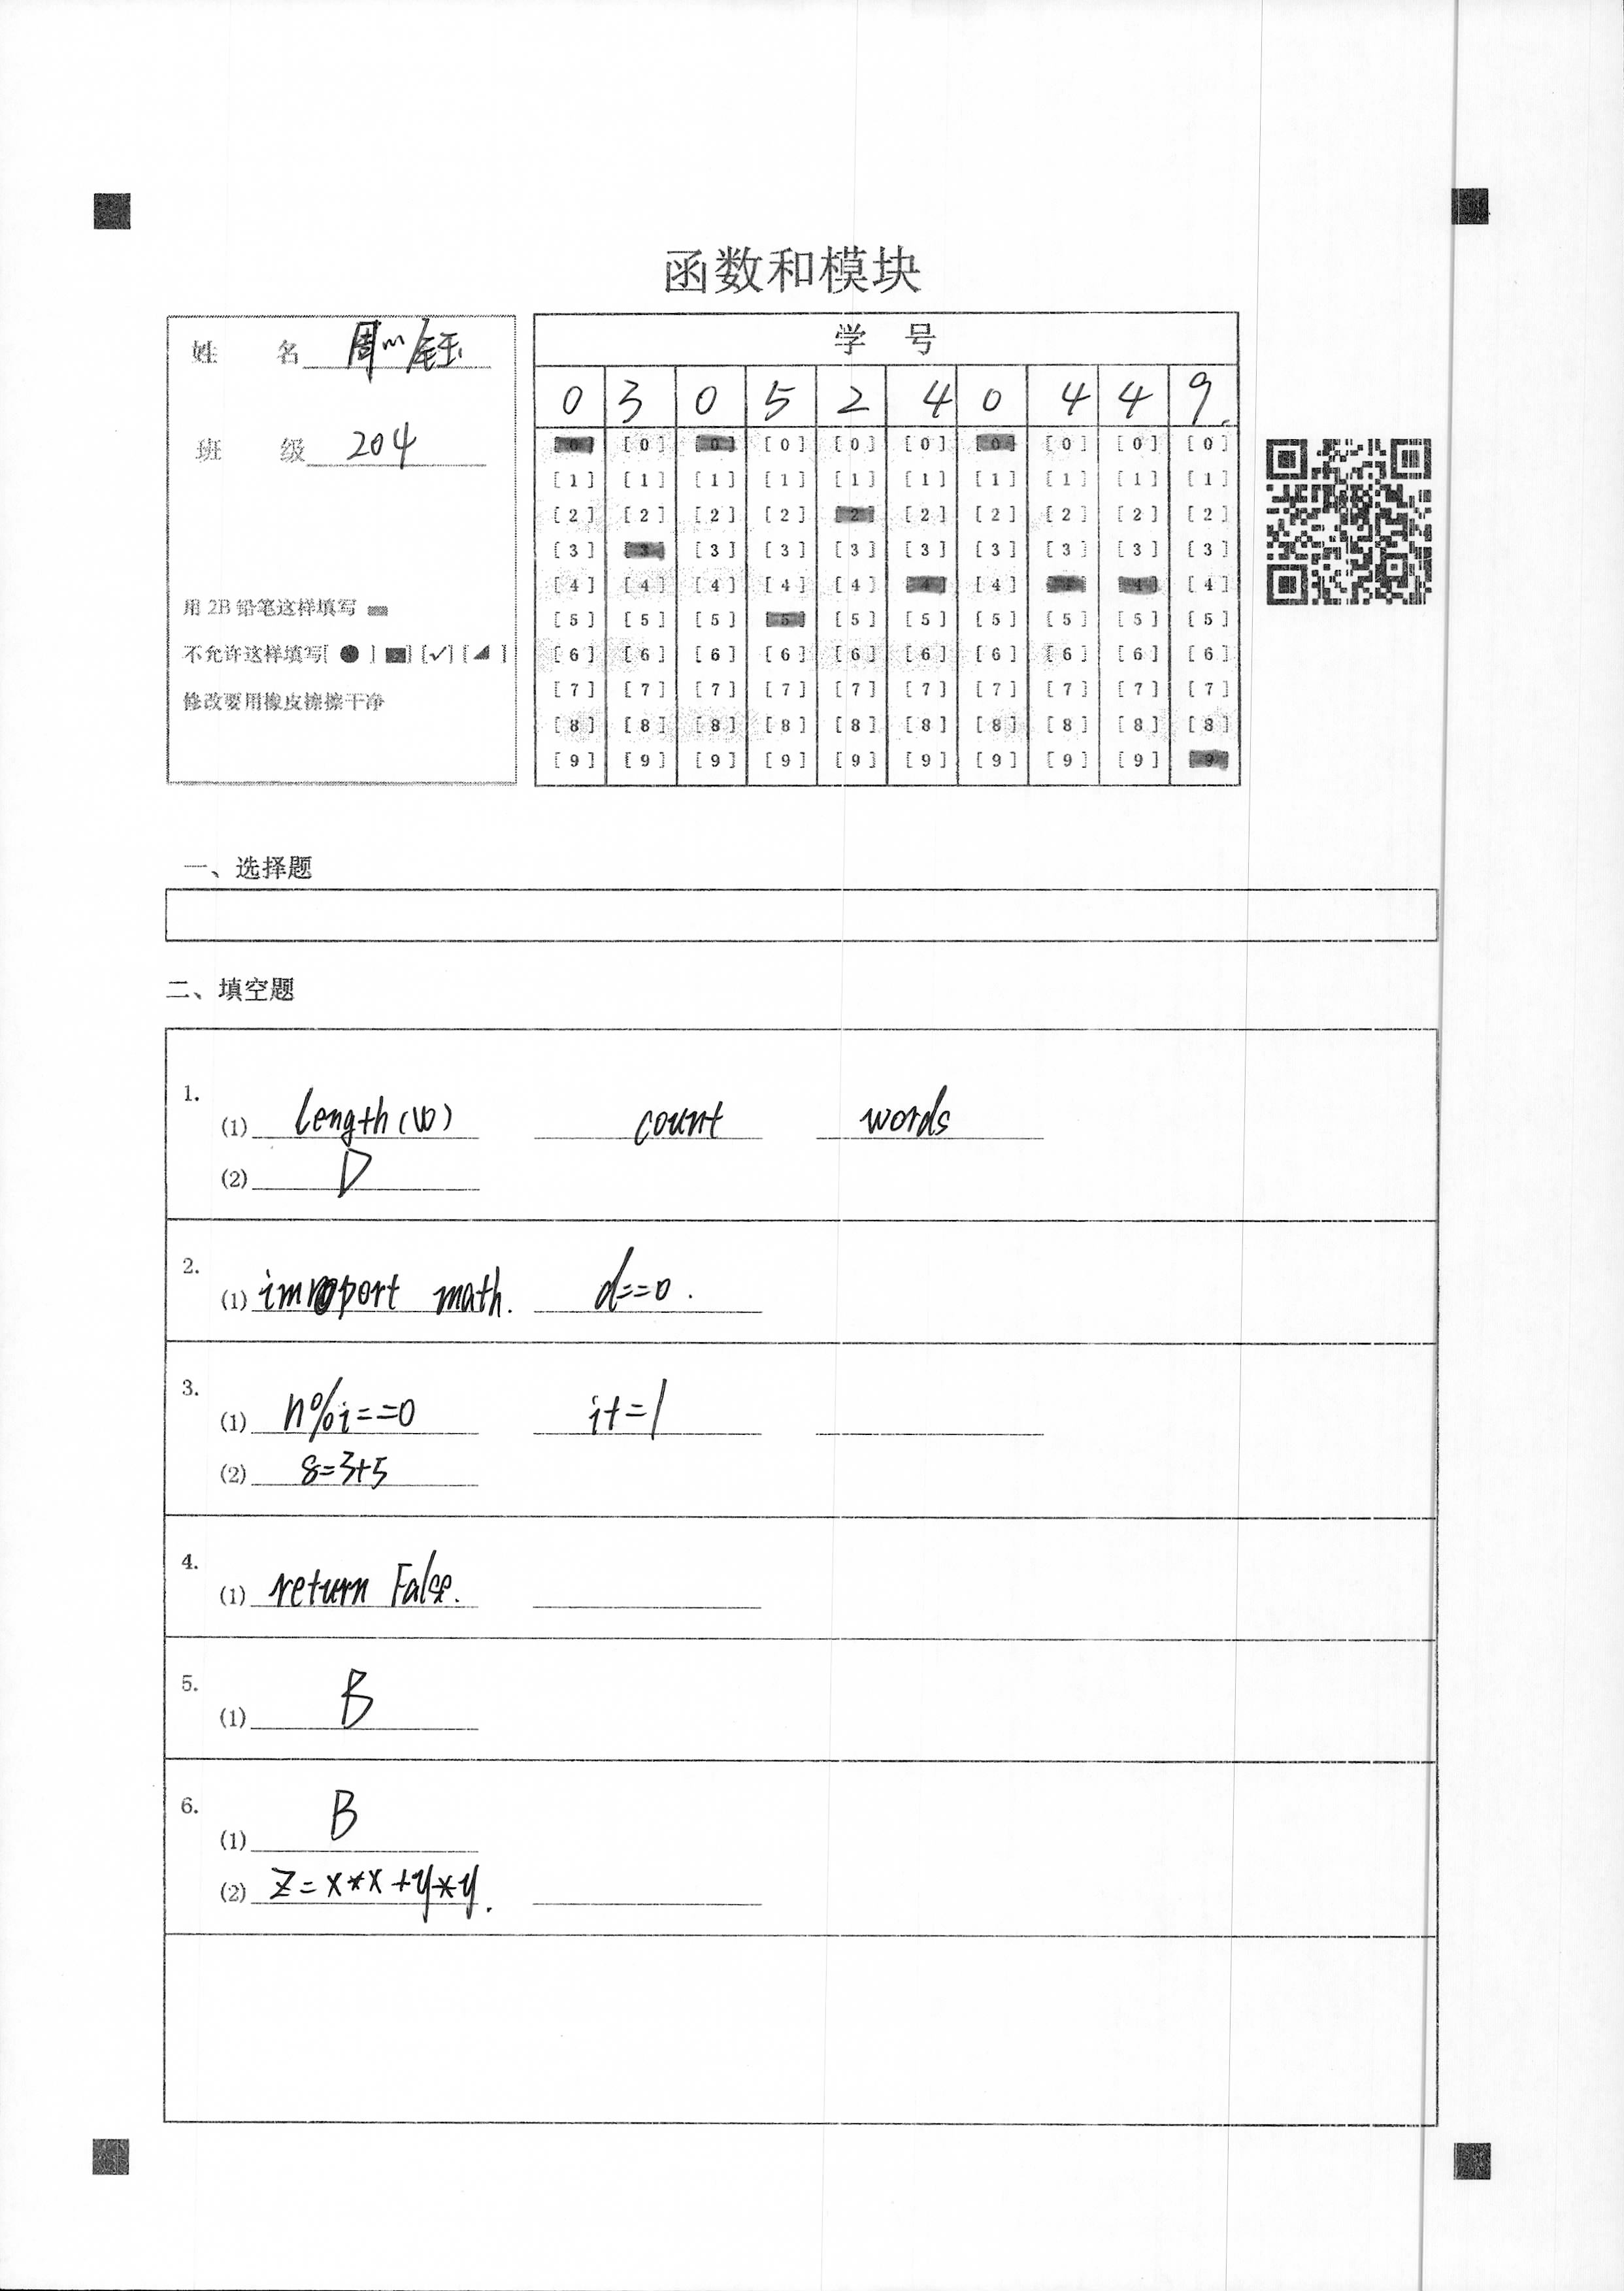 函数和模块
姓 名 周
班 级 204
用 2B 铅笔这样填写
不允许这样填写[ ● ] [✓] [◢ ]
修改要用橡皮擦擦干净
学 号
0 3 0 5 2 4 0 4 4 9.
[0] [0] [0] [0] [0] [0] [0] [0] [0] [0]
[1] [1] [1] [1] [1] [1] [1] [1] [1] [1]
[2] [2] [2] [2] [2] [2] [2] [2] [2] [2]
[3] [3] [3] [3] [3] [3] [3] [3] [3] [3]
[4] [4] [4] [4] [4] [4] [4] [4] [4] [4]
[5] [5] [5] [5] [5] [5] [5] [5] [5] [5]
[6] [6] [6] [6] [6] [6] [6] [6] [6] [6]
[7] [7] [7] [7] [7] [7] [7] [7] [7] [7]
[8] [8] [8] [8] [8] [8] [8] [8] [8] [8]
[9] [9] [9] [9] [9] [9] [9] [9] [9] [9]
一、选择题
二、填空题
1.
(1) length(w) count words
(2) D
2.
(1) import math. d==0.
3.
(1) n%i==0 i+=1
(2) 8=3+5
4.
(1) return False.
5.
(1) B
6.
(1) B
(2) z=x*x+y*y.